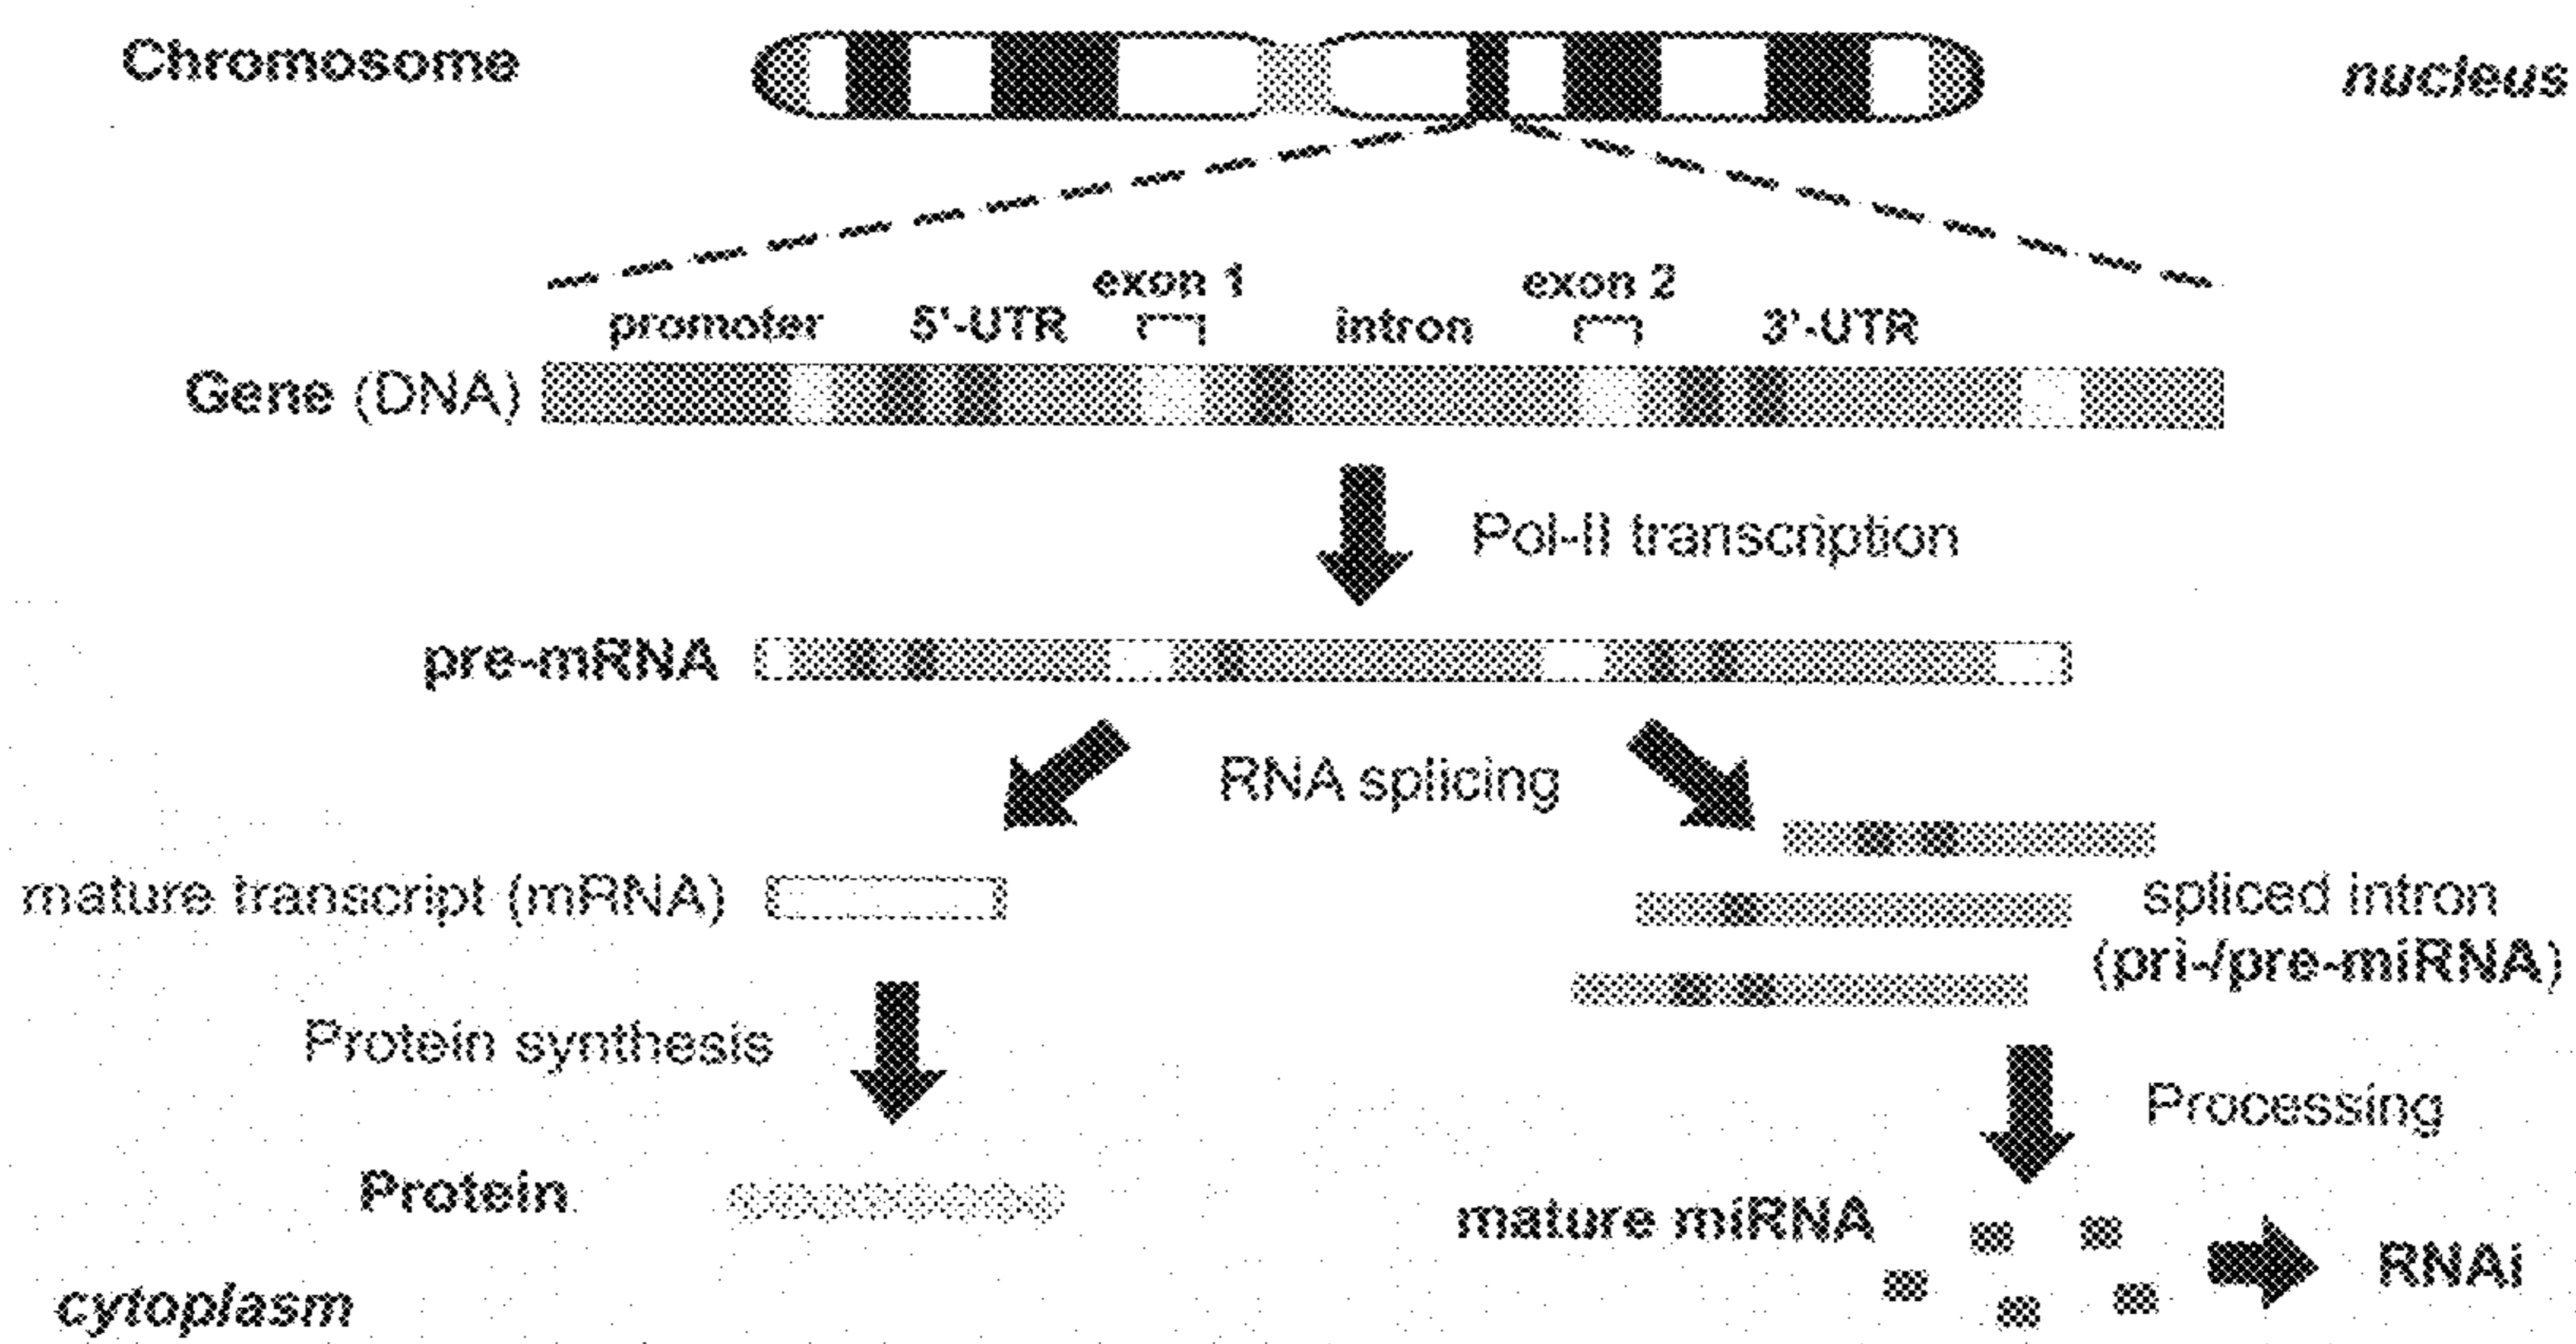 Chromosome
nucleus
exon 1
exon 2
promoter
5'-UTR
intron
3'-UTR
Gene (DNA)
Pol-II transcription
pre-mRNA
RNA splicing
mature transcript (mRNA)
spliced intron
(pri-/pre-miRNA)
Protein synthesis
Processing
Protein
mature miRNA
RNAi
cytoplasm